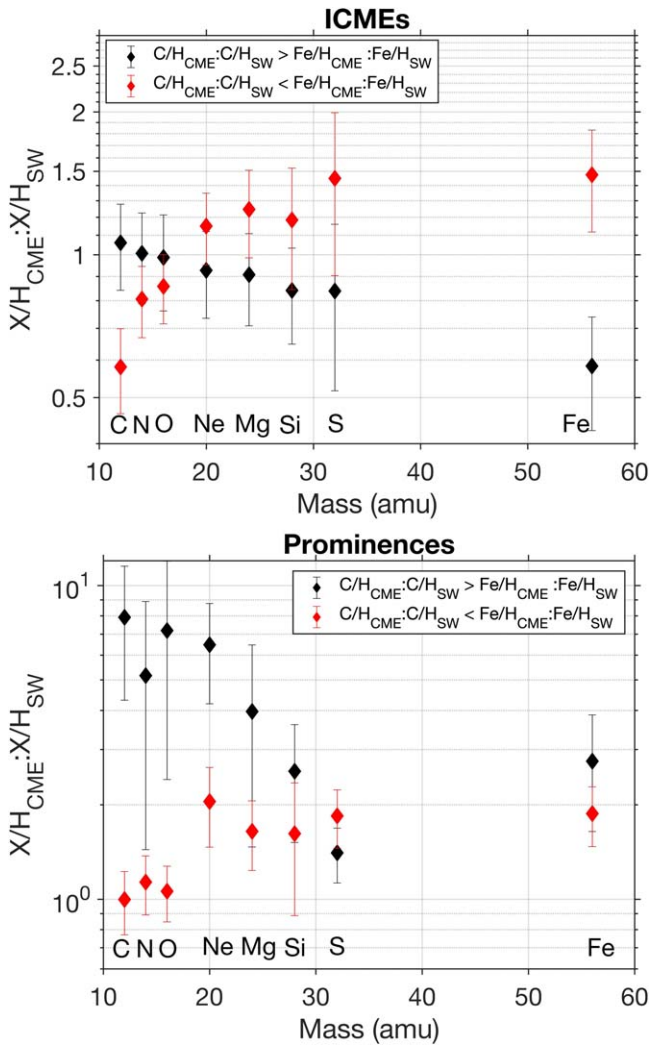 ICMEs
C/H_CME:C/H_SW > Fe/H_CME :Fe/H_SW
C/H_CME:C/H_SW < Fe/H_CME:Fe/H_SW
X/H_CME:X/H_SW
2.5
2
1.5
1
0.5
C N O Ne Mg Si S Fe
10 20 30 40 50 60
Mass (amu)
Prominences
C/H_CME:C/H_SW > Fe/H_CME :Fe/H_SW
C/H_CME:C/H_SW < Fe/H_CME:Fe/H_SW
X/H_CME:X/H_SW
10^1
10^0
C N O Ne Mg Si S Fe
10 20 30 40 50 60
Mass (amu)